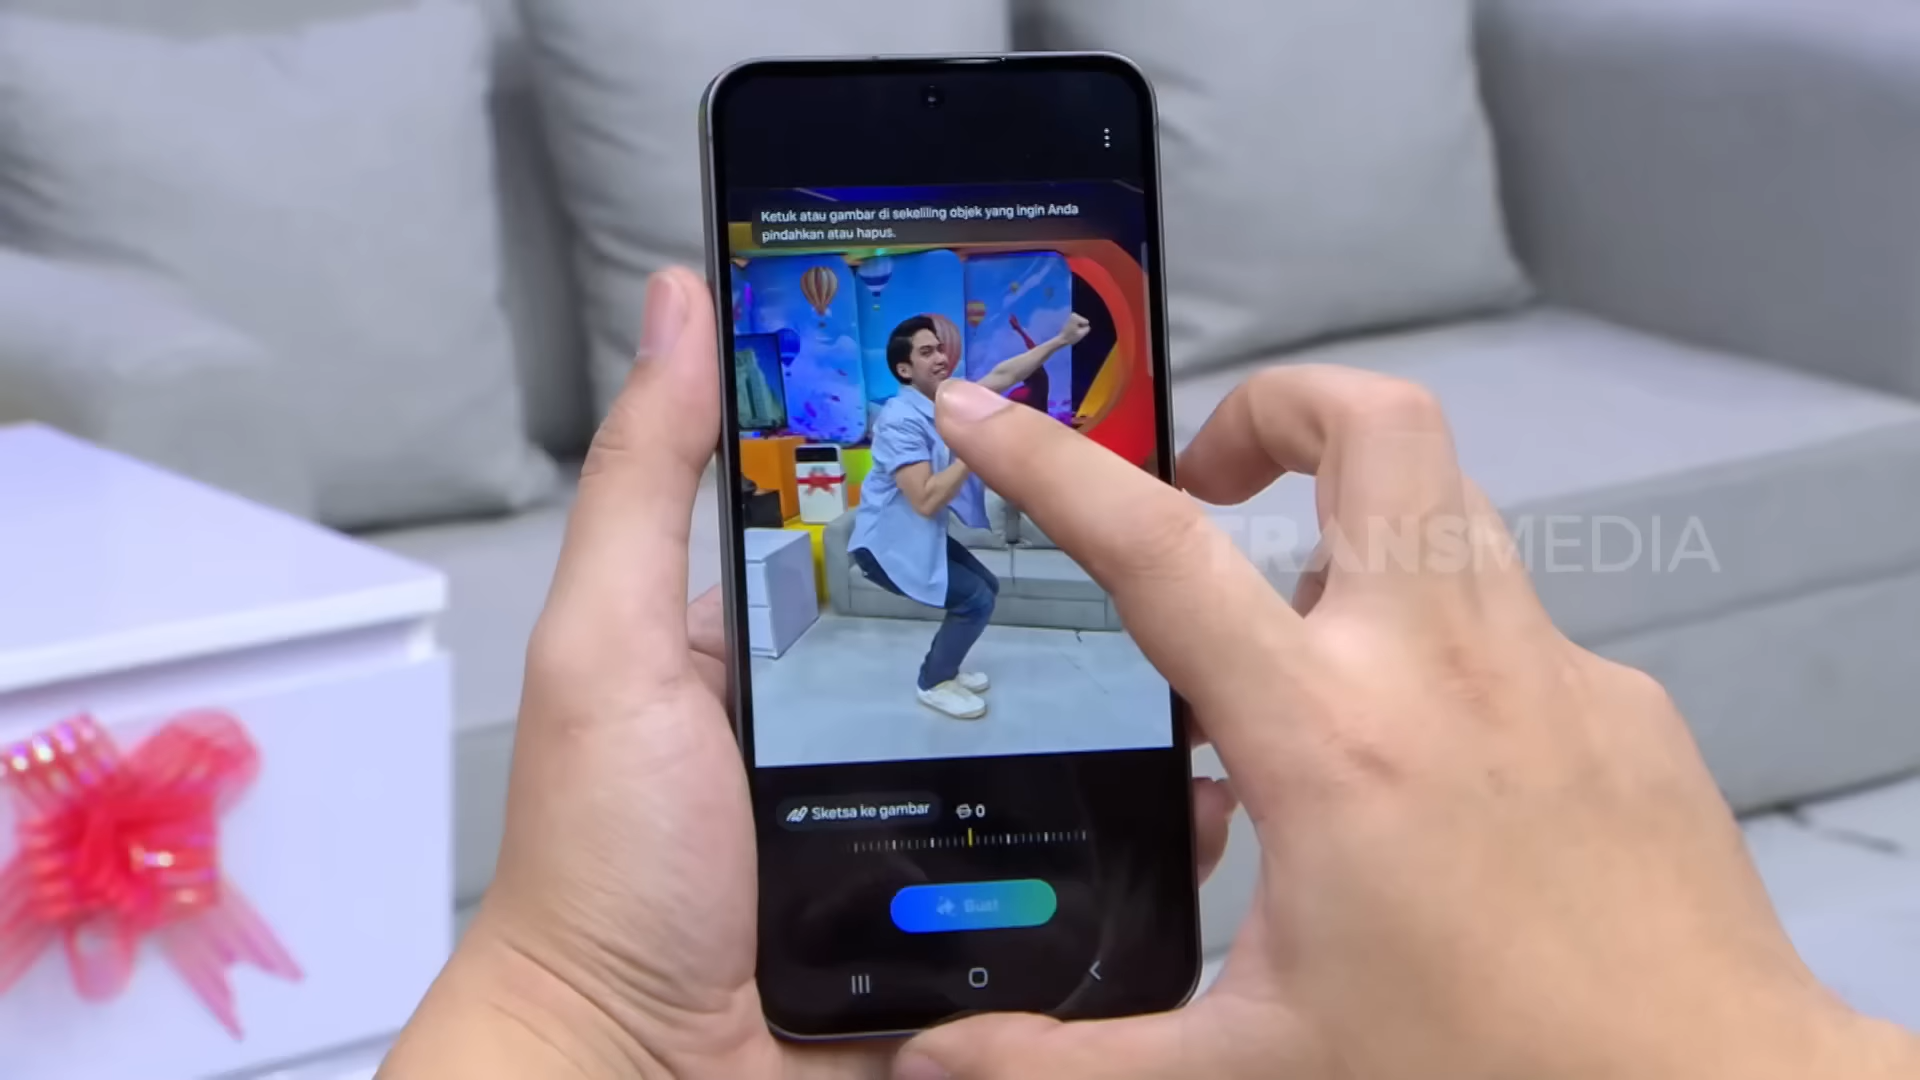 Ketuk atau gambar di sekeliling objek yang ingin Anda
pindahkan atau hapus.
TRANSMEDIA
Sketsa ke gambar
0
Buat